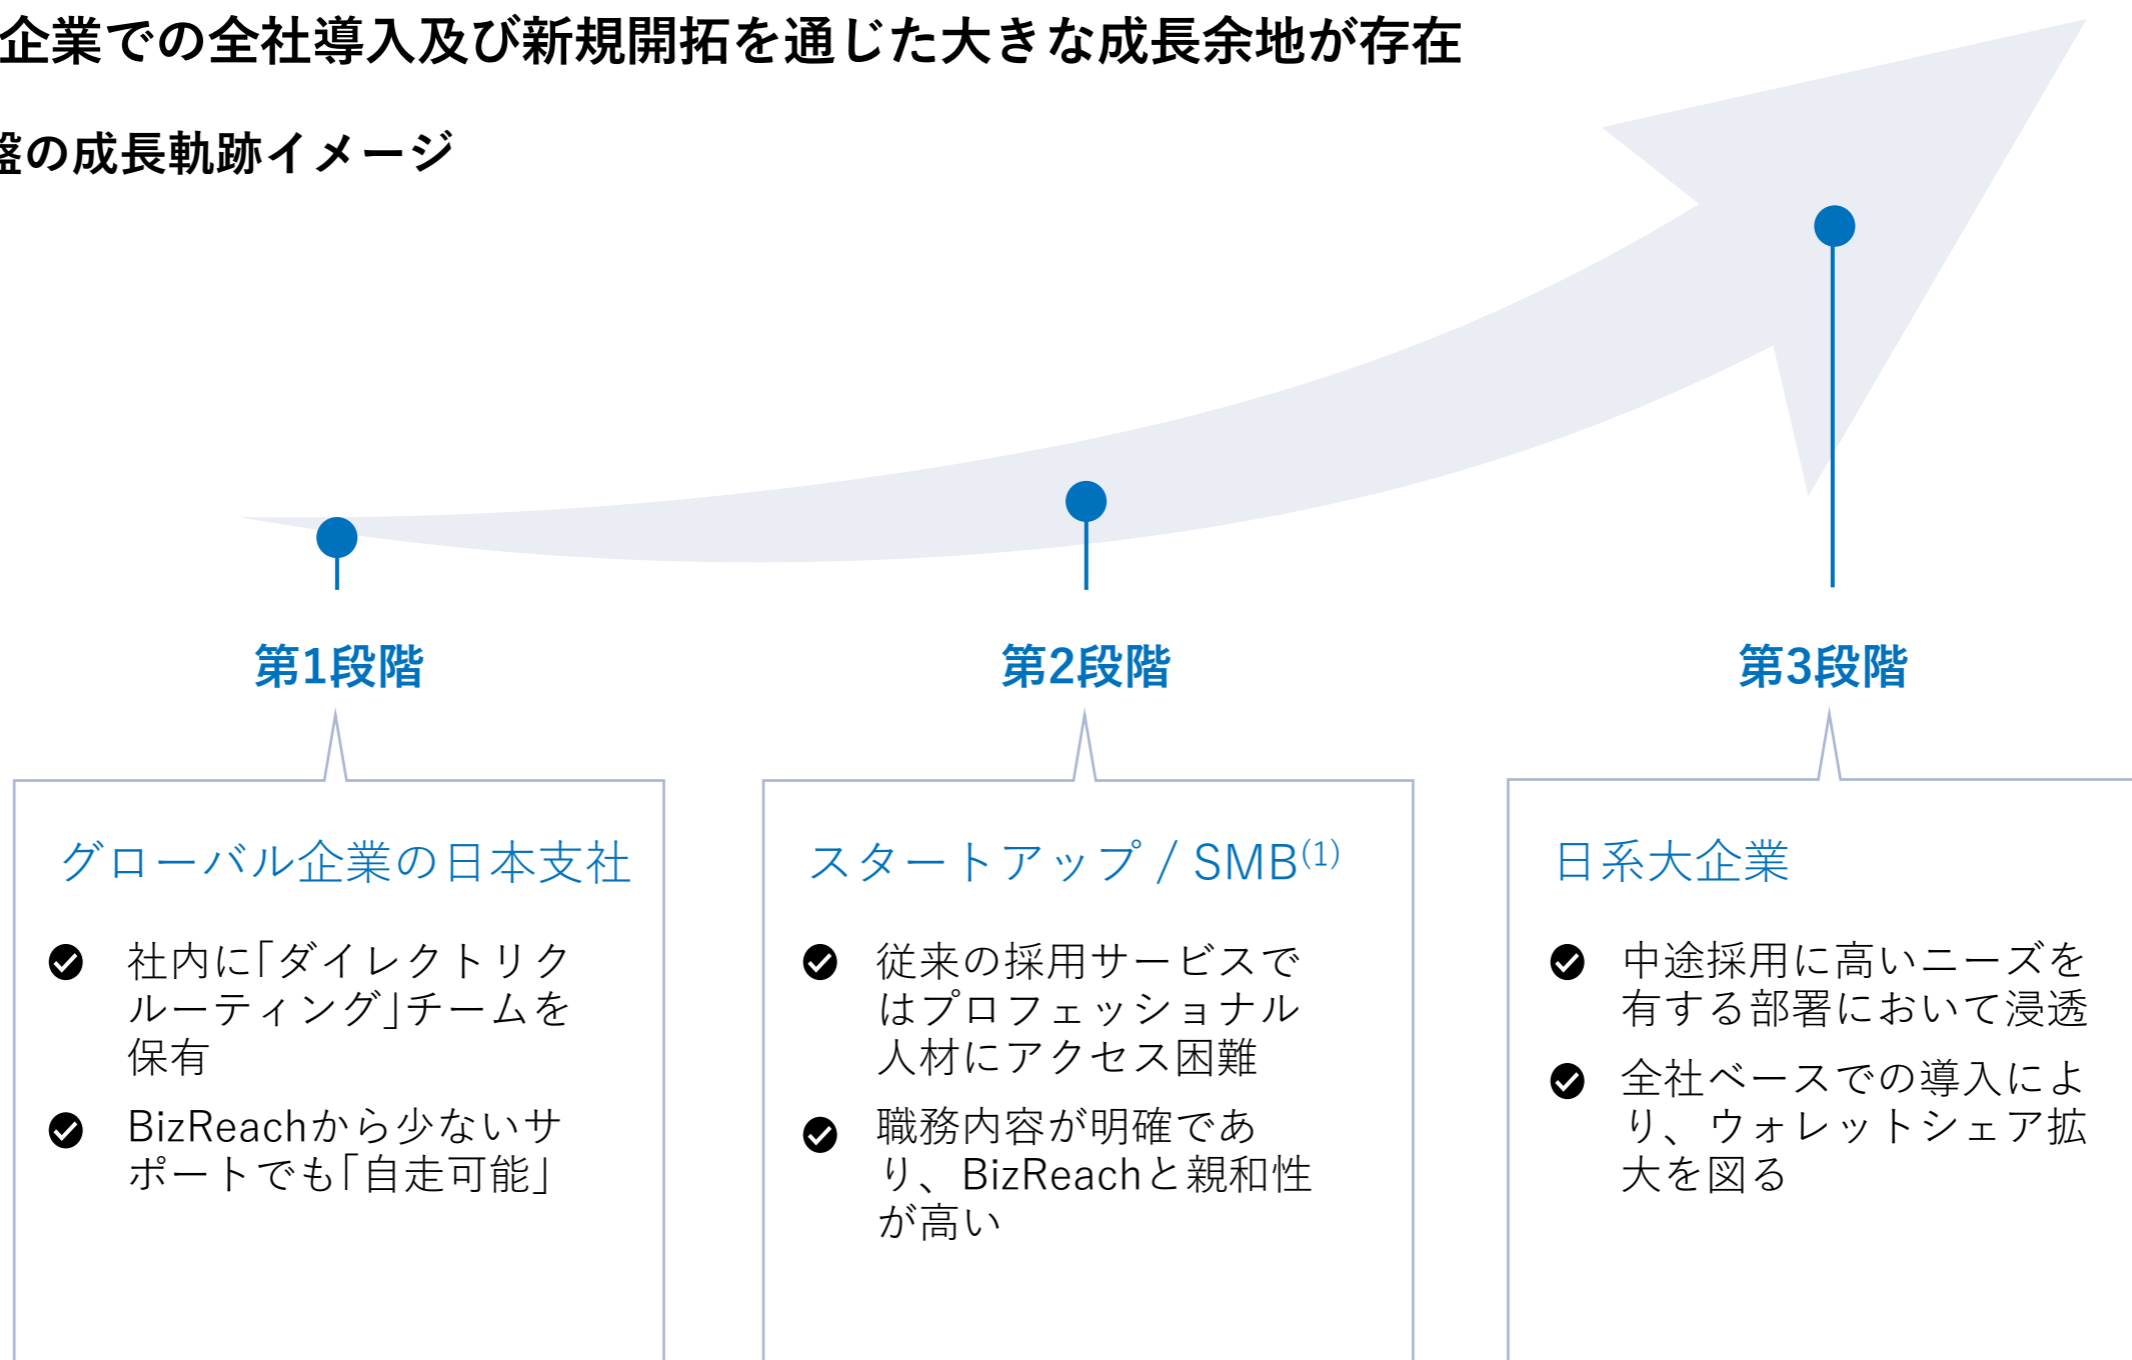 企業での全社導入及び新規開拓を通じた大きな成長余地が存在
盤の成長軌跡イメージ
第1段階
グローバル企業の日本支社
社内に｢ダイレクトリク
ルーティング｣チームを
保有
BizReachから少ないサ
ポートでも｢自走可能｣
第2段階
スタートアップ / SMB(1)
従来の採用サービスで
はプロフェッショナル
人材にアクセス困難
職務内容が明確であ
り、BizReachと親和性
が高い
第3段階
日系大企業
中途採用に高いニーズを
有する部署において浸透
全社ベースでの導入によ
り、ウォレットシェア拡
大を図る